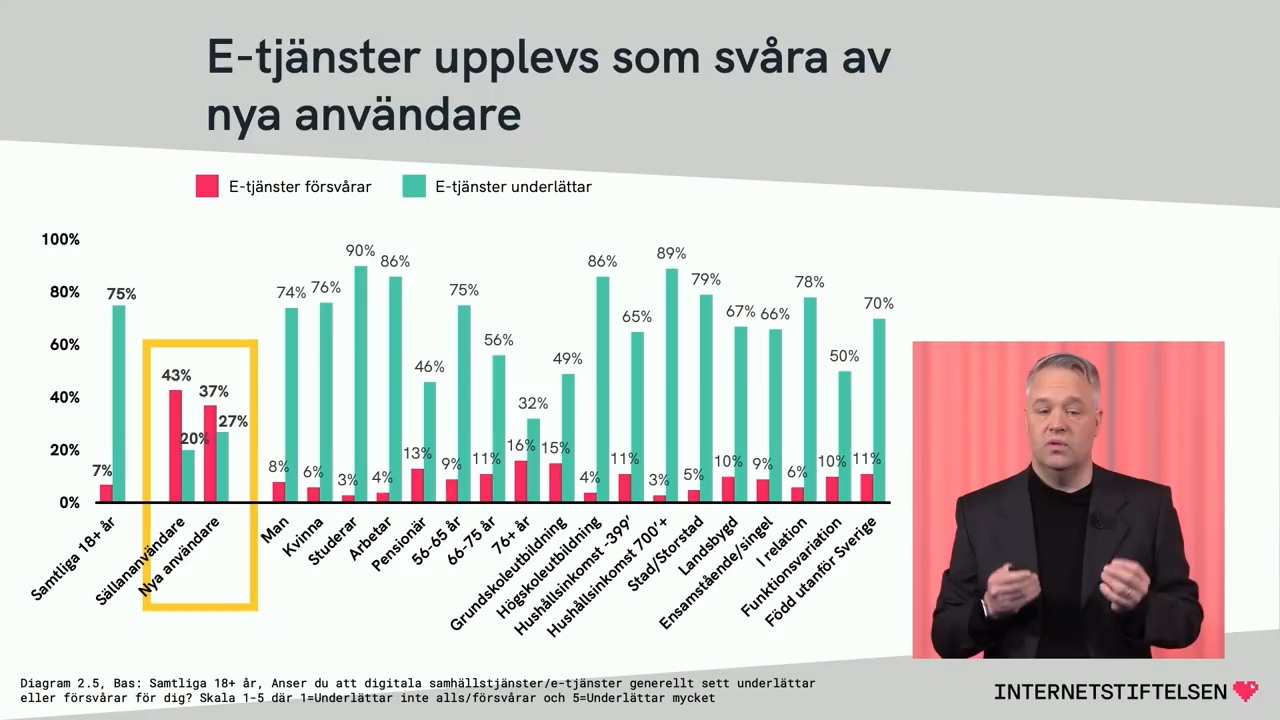 E-tjänster upplevs som svåra av
nya användare
E-tjänster försvårar
E-tjänster underlättar
100%
80%
60%
40%
20%
0%
7%
75%
43%
20%
37%
27%
8%
74%
6%
76%
3%
90%
4%
86%
13%
46%
9%
75%
11%
56%
16%
32%
15%
49%
4%
86%
11%
65%
3%
89%
5%
79%
10%
67%
9%
66%
6%
78%
10%
50%
11%
70%
Samtliga 18+ år
Sällananvändare
Nya användare
Man
Kvinna
Studerar
Arbetar
Pensionär
56-65 år
66-75 år
76+ år
Grundskoleutbildning
Högskoleutbildning
Hushållsinkomst -399'
Hushållsinkomst 700'+
Stad/Storstad
Landsbygd
Ensamstående/singel
I relation
Funktionsvariation
Född utanför Sverige
Diagram 2.5, Bas: Samtliga 18+ år, Anser du att digitala samhällstjänster/e-tjänster generellt sett underlättar
eller försvårar för dig? Skala 1-5 där 1=Underlättar inte alls/försvårar och 5=Underlättar mycket
INTERNETSTIFTELSEN